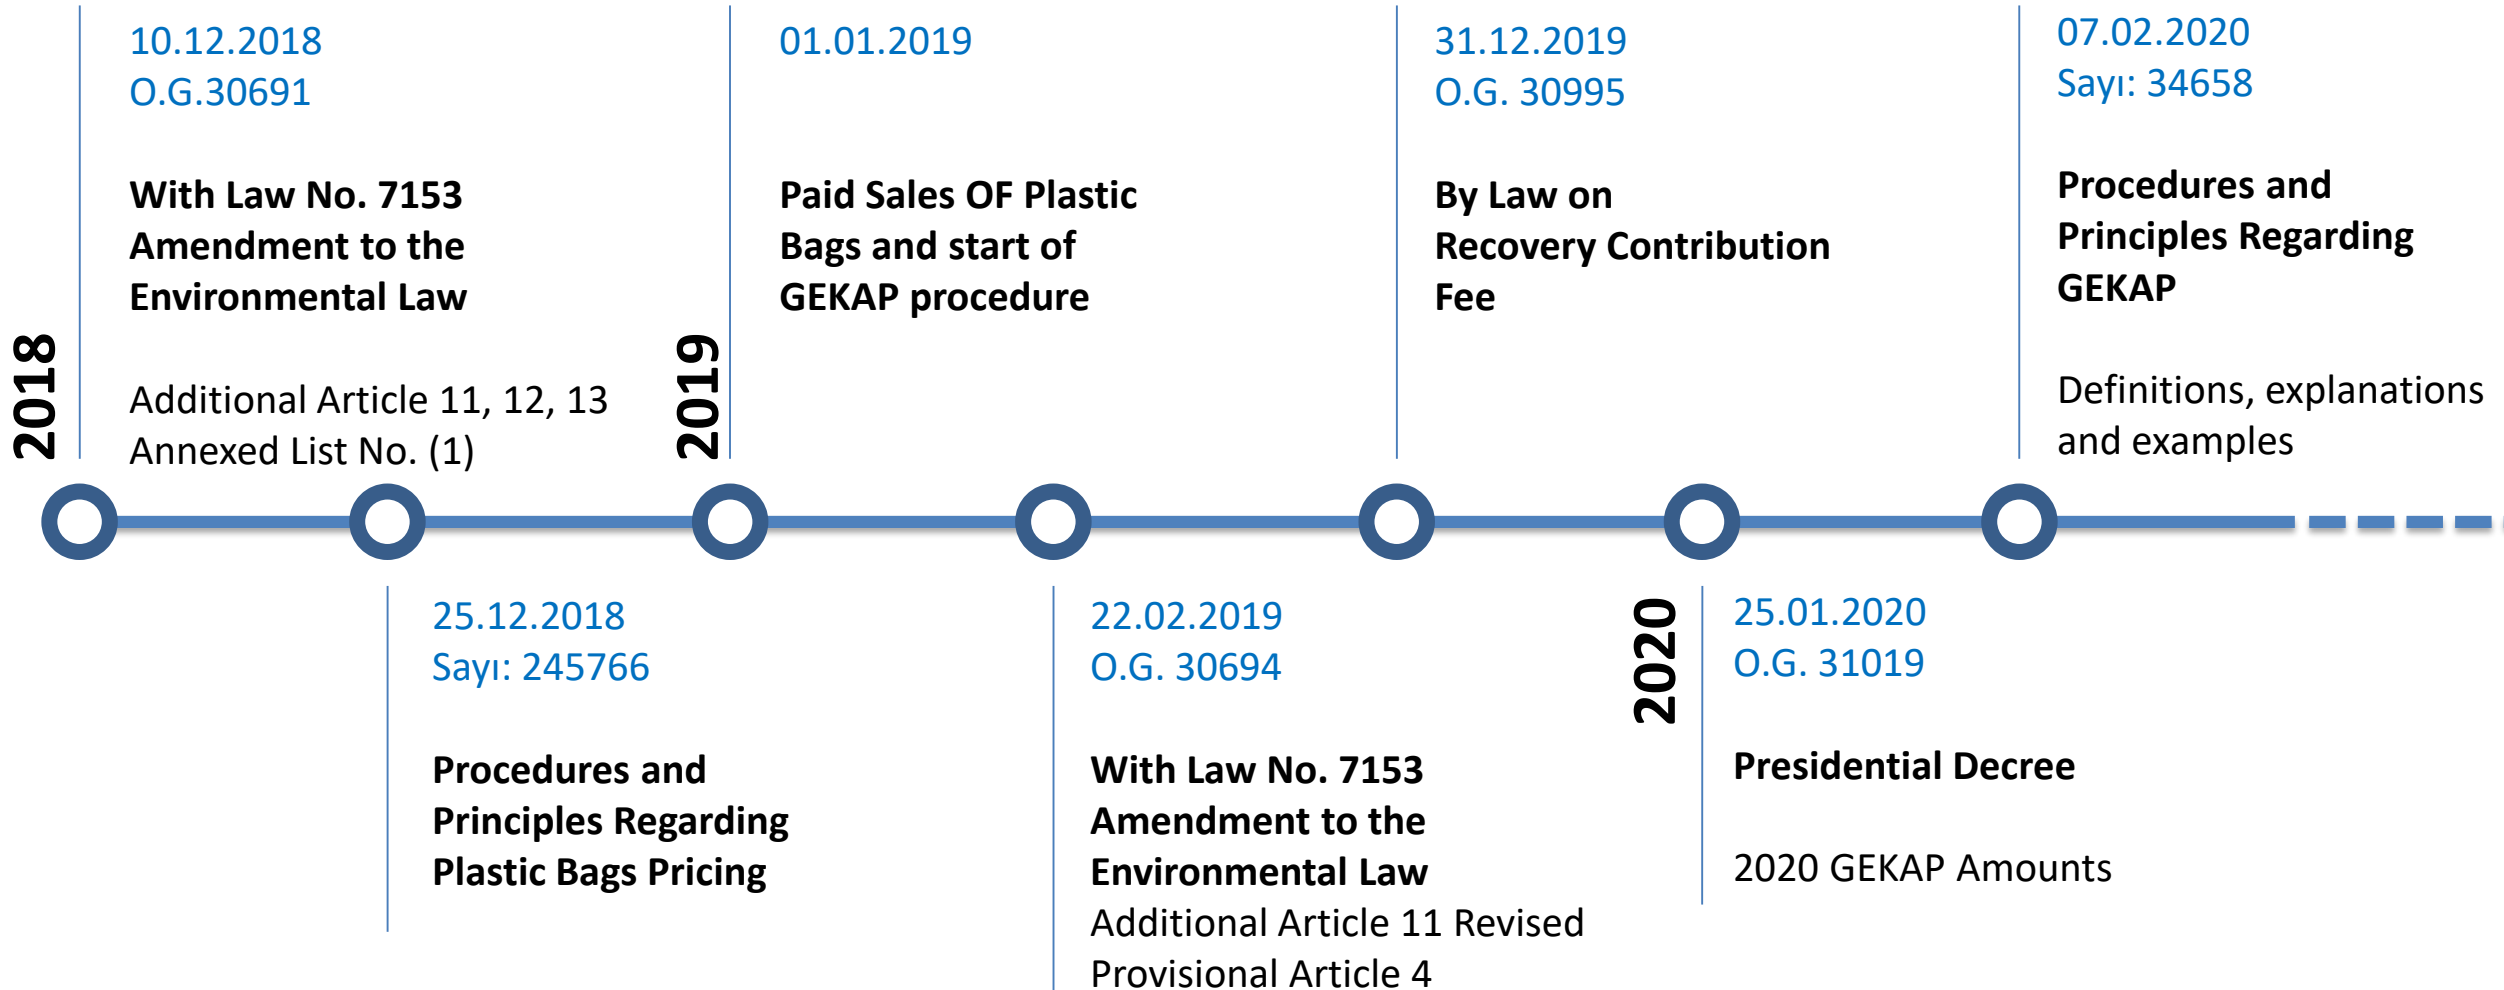 2018
10.12.2018
O.G.30691
With Law No. 7153
Amendment to the
Environmental Law
Additional Article 11, 12, 13
Annexed List No. (1)
25.12.2018
Sayı: 245766
Procedures and
Principles Regarding
Plastic Bags Pricing
2019
01.01.2019
Paid Sales OF Plastic
Bags and start of
GEKAP procedure
22.02.2019
O.G. 30694
With Law No. 7153
Amendment to the
Environmental Law
Additional Article 11 Revised
Provisional Article 4
31.12.2019
O.G. 30995
By Law on
Recovery Contribution
Fee
2020
25.01.2020
O.G. 31019
Presidential Decree
2020 GEKAP Amounts
07.02.2020
Sayı: 34658
Procedures and
Principles Regarding
GEKAP
Definitions, explanations
and examples